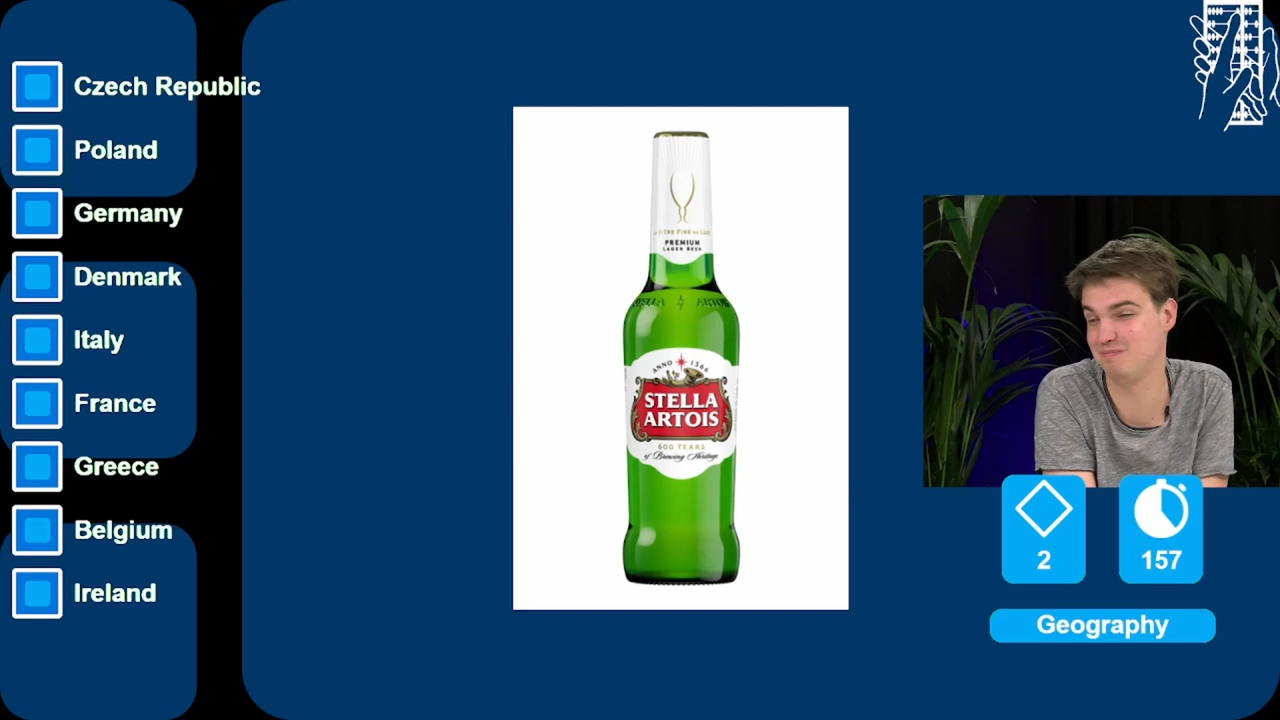 Czech Republic
Poland
Germany
Denmark
Italy
France
Greece
Belgium
Ireland
PREMIUM
LAGER BEER
ANNO 1366
STELLA
ARTOIS
600 YEARS
of Brewing Heritage
2
157
Geography